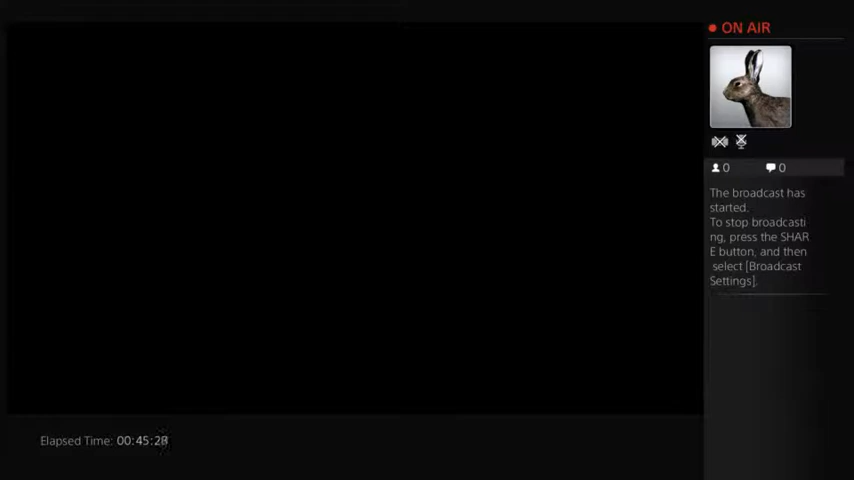 ON AIR
0 0
The broadcast has
started.
To stop broadcasti
ng, press the SHAR
E button, and then
select [Broadcast
Settings].
Elapsed Time: 00:45:28